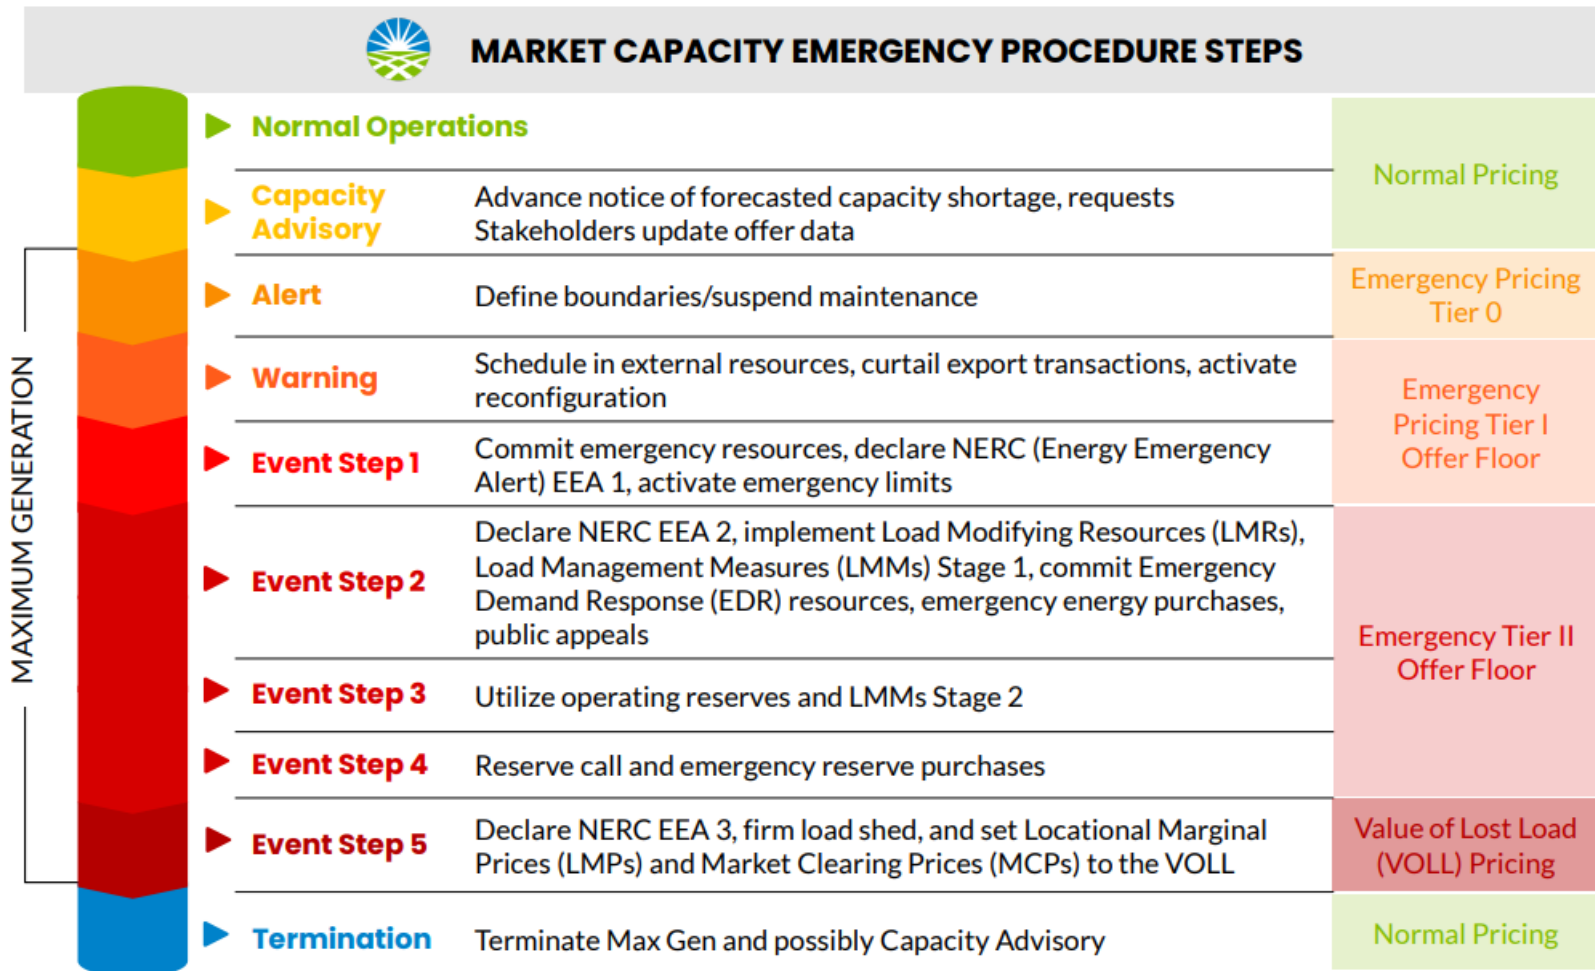 MARKET CAPACITY EMERGENCY PROCEDURE STEPS
Normal Operations
Normal Pricing
Capacity
Advisory
Advance notice of forecasted capacity shortage, requests
Stakeholders update offer data
MAXIMUM GENERATION
Alert
Define boundaries/suspend maintenance
Emergency Pricing
Tier 0
Warning
Schedule in external resources, curtail export transactions, activate
reconfiguration
Emergency
Pricing Tier I
Offer Floor
Event Step 1
Commit emergency resources, declare NERC (Energy Emergency
Alert) EEA 1, activate emergency limits
Event Step 2
Declare NERC EEA 2, implement Load Modifying Resources (LMRs),
Load Management Measures (LMMs) Stage 1, commit Emergency
Demand Response (EDR) resources, emergency energy purchases,
public appeals
Emergency Tier II
Offer Floor
Event Step 3
Utilize operating reserves and LMMs Stage 2
Event Step 4
Reserve call and emergency reserve purchases
Event Step 5
Declare NERC EEA 3, firm load shed, and set Locational Marginal
Prices (LMPs) and Market Clearing Prices (MCPs) to the VOLL
Value of Lost Load
(VOLL) Pricing
Termination
Terminate Max Gen and possibly Capacity Advisory
Normal Pricing